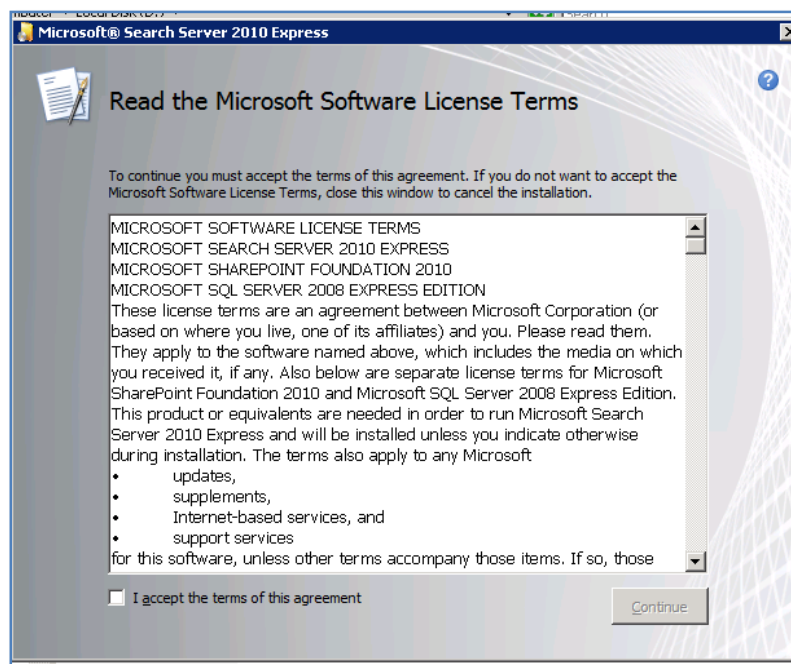 Microsoft® Search Server 2010 Express
Read the Microsoft Software License Terms
To continue you must accept the terms of this agreement. If you do not want to accept the
Microsoft Software License Terms, close this window to cancel the installation.
MICROSOFT SOFTWARE LICENSE TERMS
MICROSOFT SEARCH SERVER 2010 EXPRESS
MICROSOFT SHAREPOINT FOUNDATION 2010
MICROSOFT SQL SERVER 2008 EXPRESS EDITION
These license terms are an agreement between Microsoft Corporation (or
based on where you live, one of its affiliates) and you. Please read them.
They apply to the software named above, which includes the media on which
you received it, if any. Also below are separate license terms for Microsoft
SharePoint Foundation 2010 and Microsoft SQL Server 2008 Express Edition.
This product or equivalents are needed in order to run Microsoft Search
Server 2010 Express and will be installed unless you indicate otherwise
during installation. The terms also apply to any Microsoft
• updates,
• supplements,
• Internet-based services, and
• support services
for this software, unless other terms accompany those items. If so, those
I accept the terms of this agreement
Continue